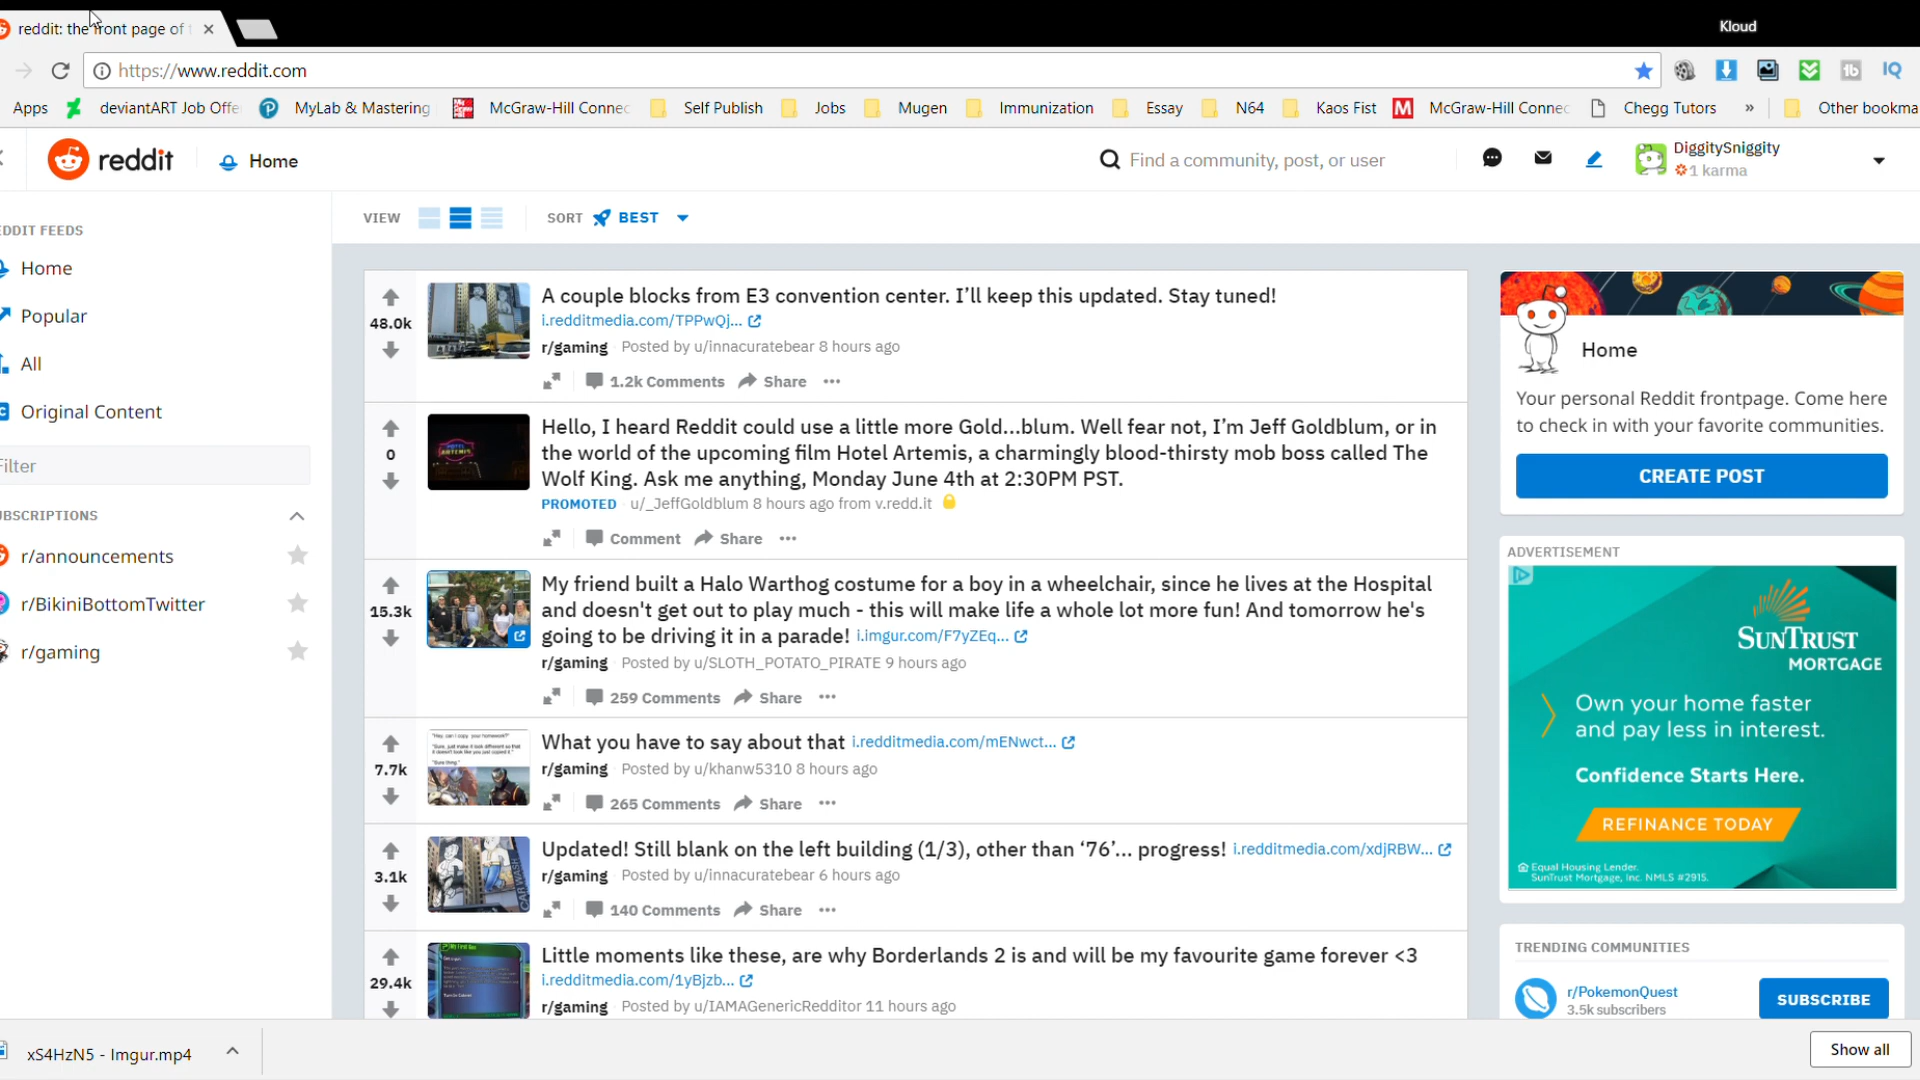 Kloud
reddit: the front page of
https://www.reddit.com
Apps deviantART Job Offe MyLab & Mastering McGraw-Hill Connec Self Publish Jobs Mugen Immunization Essay N64 Kaos Fist McGraw-Hill Connec Chegg Tutors » Other bookma
reddit Home Find a community, post, or user DiggitySniggity
1 karma
VIEW SORT BEST
EDDIT FEEDS
Home
Popular
All
Original Content
Filter
UBSCRIPTIONS
r/announcements
r/BikiniBottomTwitter
r/gaming
48.0k
A couple blocks from E3 convention center. I’ll keep this updated. Stay tuned!
i.redditmedia.com/TPPwQj...
r/gaming Posted by u/innacuratebear 8 hours ago
1.2k Comments Share
0
Hello, I heard Reddit could use a little more Gold...blum. Well fear not, I’m Jeff Goldblum, or in
the world of the upcoming film Hotel Artemis, a charmingly blood-thirsty mob boss called The
Wolf King. Ask me anything, Monday June 4th at 2:30PM PST.
PROMOTED u/_JeffGoldblum 8 hours ago from v.redd.it
Comment Share
15.3k
My friend built a Halo Warthog costume for a boy in a wheelchair, since he lives at the Hospital
and doesn't get out to play much - this will make life a whole lot more fun! And tomorrow he's
going to be driving it in a parade! i.imgur.com/F7yZEq...
r/gaming Posted by u/SLOTH_POTATO_PIRATE 9 hours ago
259 Comments Share
7.7k
"Hey, can I copy your homework?"
What you have to say about that i.redditmedia.com/mENwct...
r/gaming Posted by u/khanw5310 8 hours ago
265 Comments Share
3.1k
CAR WASH
Updated! Still blank on the left building (1/3), other than ‘76’... progress! i.redditmedia.com/xdjRBW...
r/gaming Posted by u/innacuratebear 6 hours ago
140 Comments Share
29.4k
Little moments like these, are why Borderlands 2 is and will be my favourite game forever <3
i.redditmedia.com/1yBjzb...
r/gaming Posted by u/IAMAGenericRedditor 11 hours ago
Home
Your personal Reddit frontpage. Come here
to check in with your favorite communities.
CREATE POST
ADVERTISEMENT
SUNTRUST
MORTGAGE
Own your home faster
and pay less in interest.
Confidence Starts Here.
REFINANCE TODAY
Equal Housing Lender.
SunTrust Mortgage, Inc. NMLS #2915.
TRENDING COMMUNITIES
r/PokemonQuest
3.5k subscribers
SUBSCRIBE
xS4HzN5 - Imgur.mp4
Show all